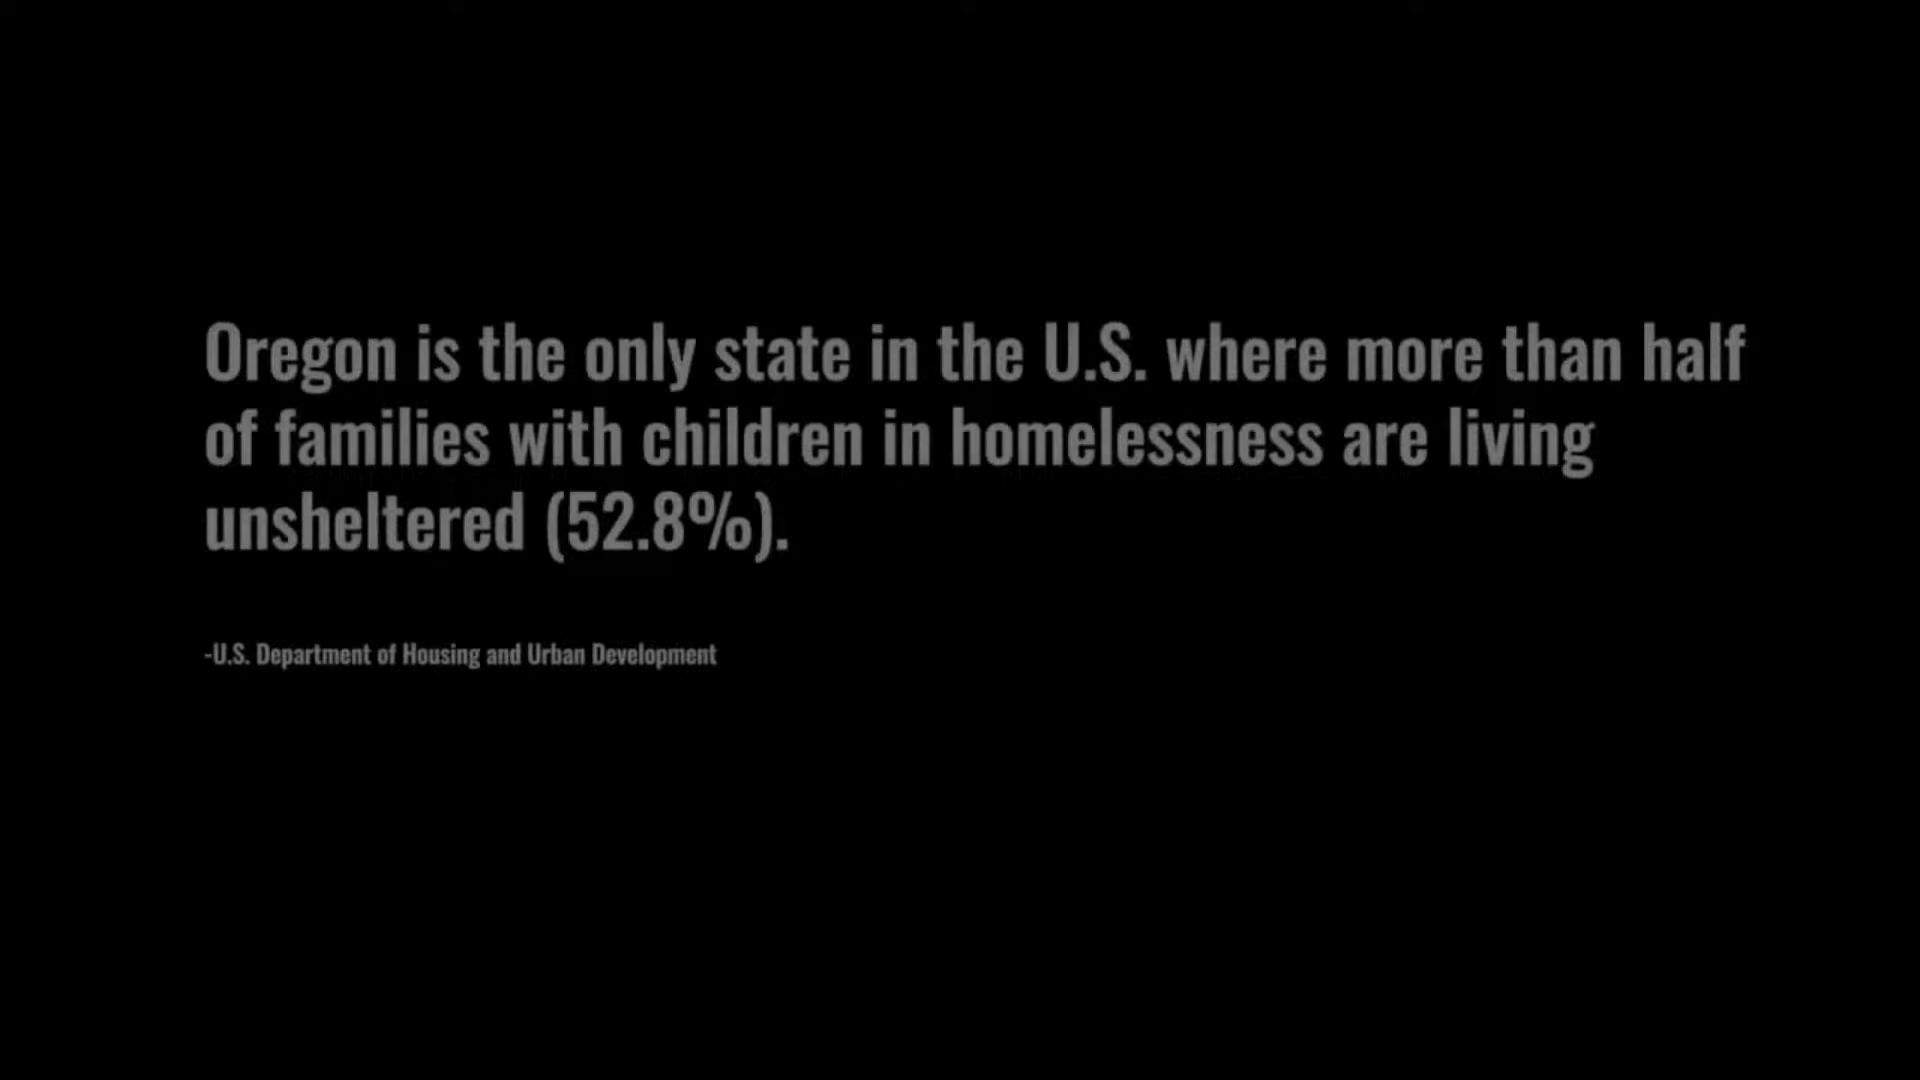 Oregon is the only state in the U.S. where more than half
of families with children in homelessness are living
unsheltered (52.8%).
-U.S. Department of Housing and Urban Development